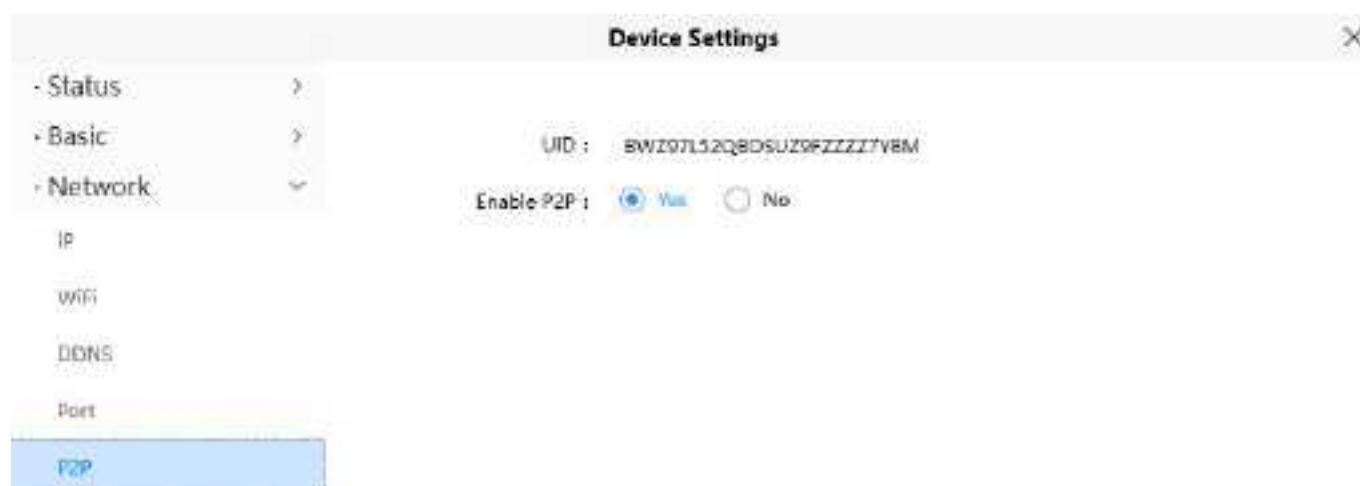 Device Settings
· Status
· Basic
· Network
IP
WiFi
DDNS
Port
P2P
UID :
Enable P2P : Yes No